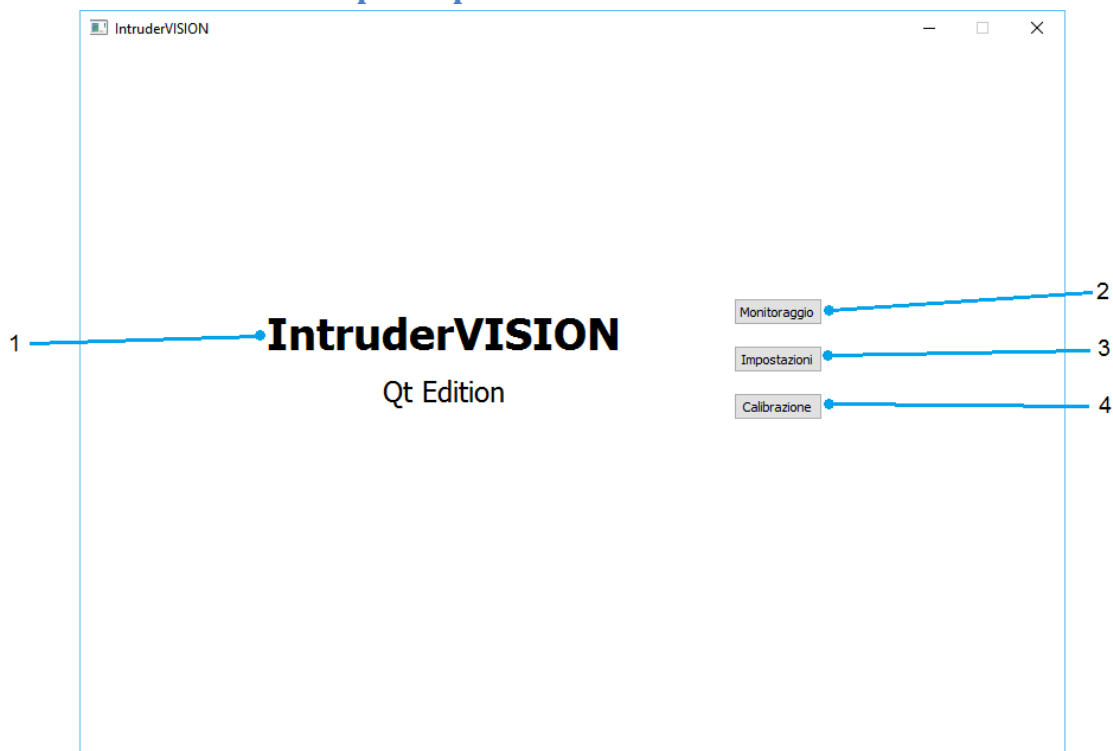 IntruderVISION
2
Monitoraggio
1
IntruderVISION
3
Impostazioni
Qt Edition
4
Calibrazione